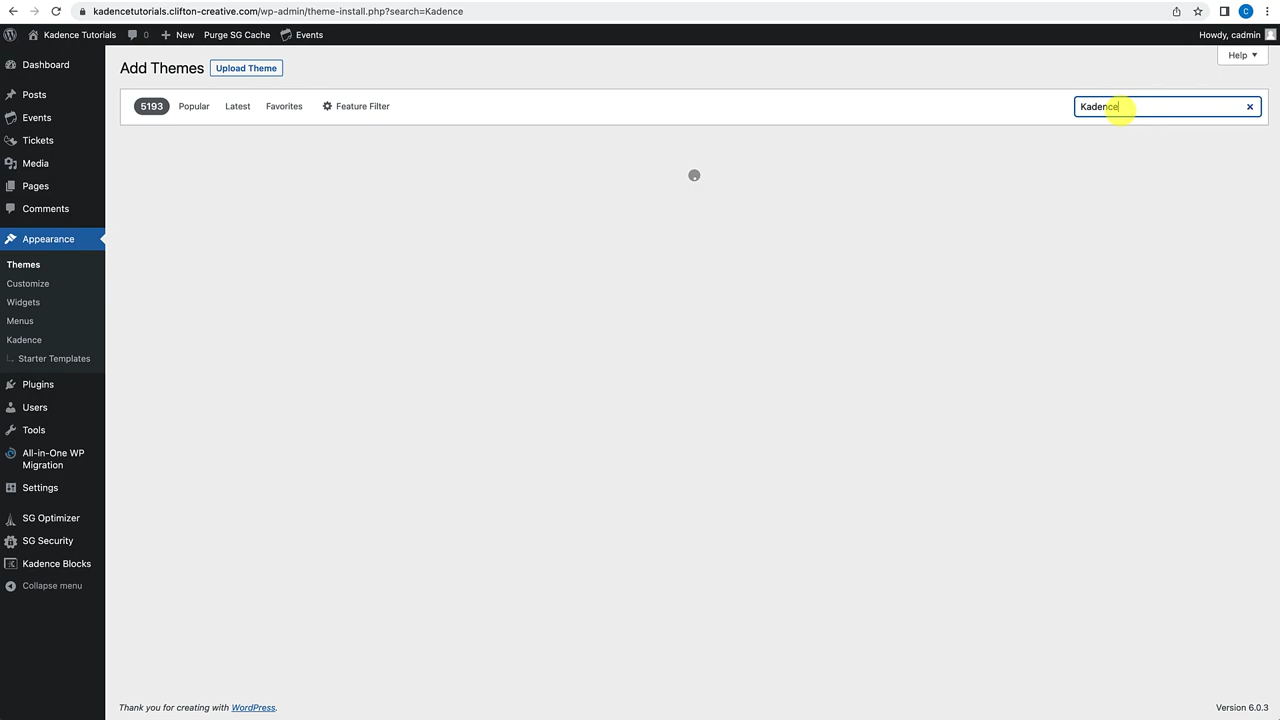 kadencetutorials.clifton-creative.com/wp-admin/theme-install.php?search=Kadence
C
Kadence Tutorials
0
New
Purge SG Cache
Events
Howdy, cadmin
Help
Dashboard
Posts
Events
Tickets
Media
Pages
Comments
Appearance
Themes
Customize
Widgets
Menus
Kadence
Starter Templates
Plugins
Users
Tools
All-in-One WP
Migration
Settings
SG Optimizer
SG Security
Kadence Blocks
Collapse menu
Add Themes
Upload Theme
5193
Popular
Latest
Favorites
Feature Filter
Kadence
Thank you for creating with WordPress.
Version 6.0.3